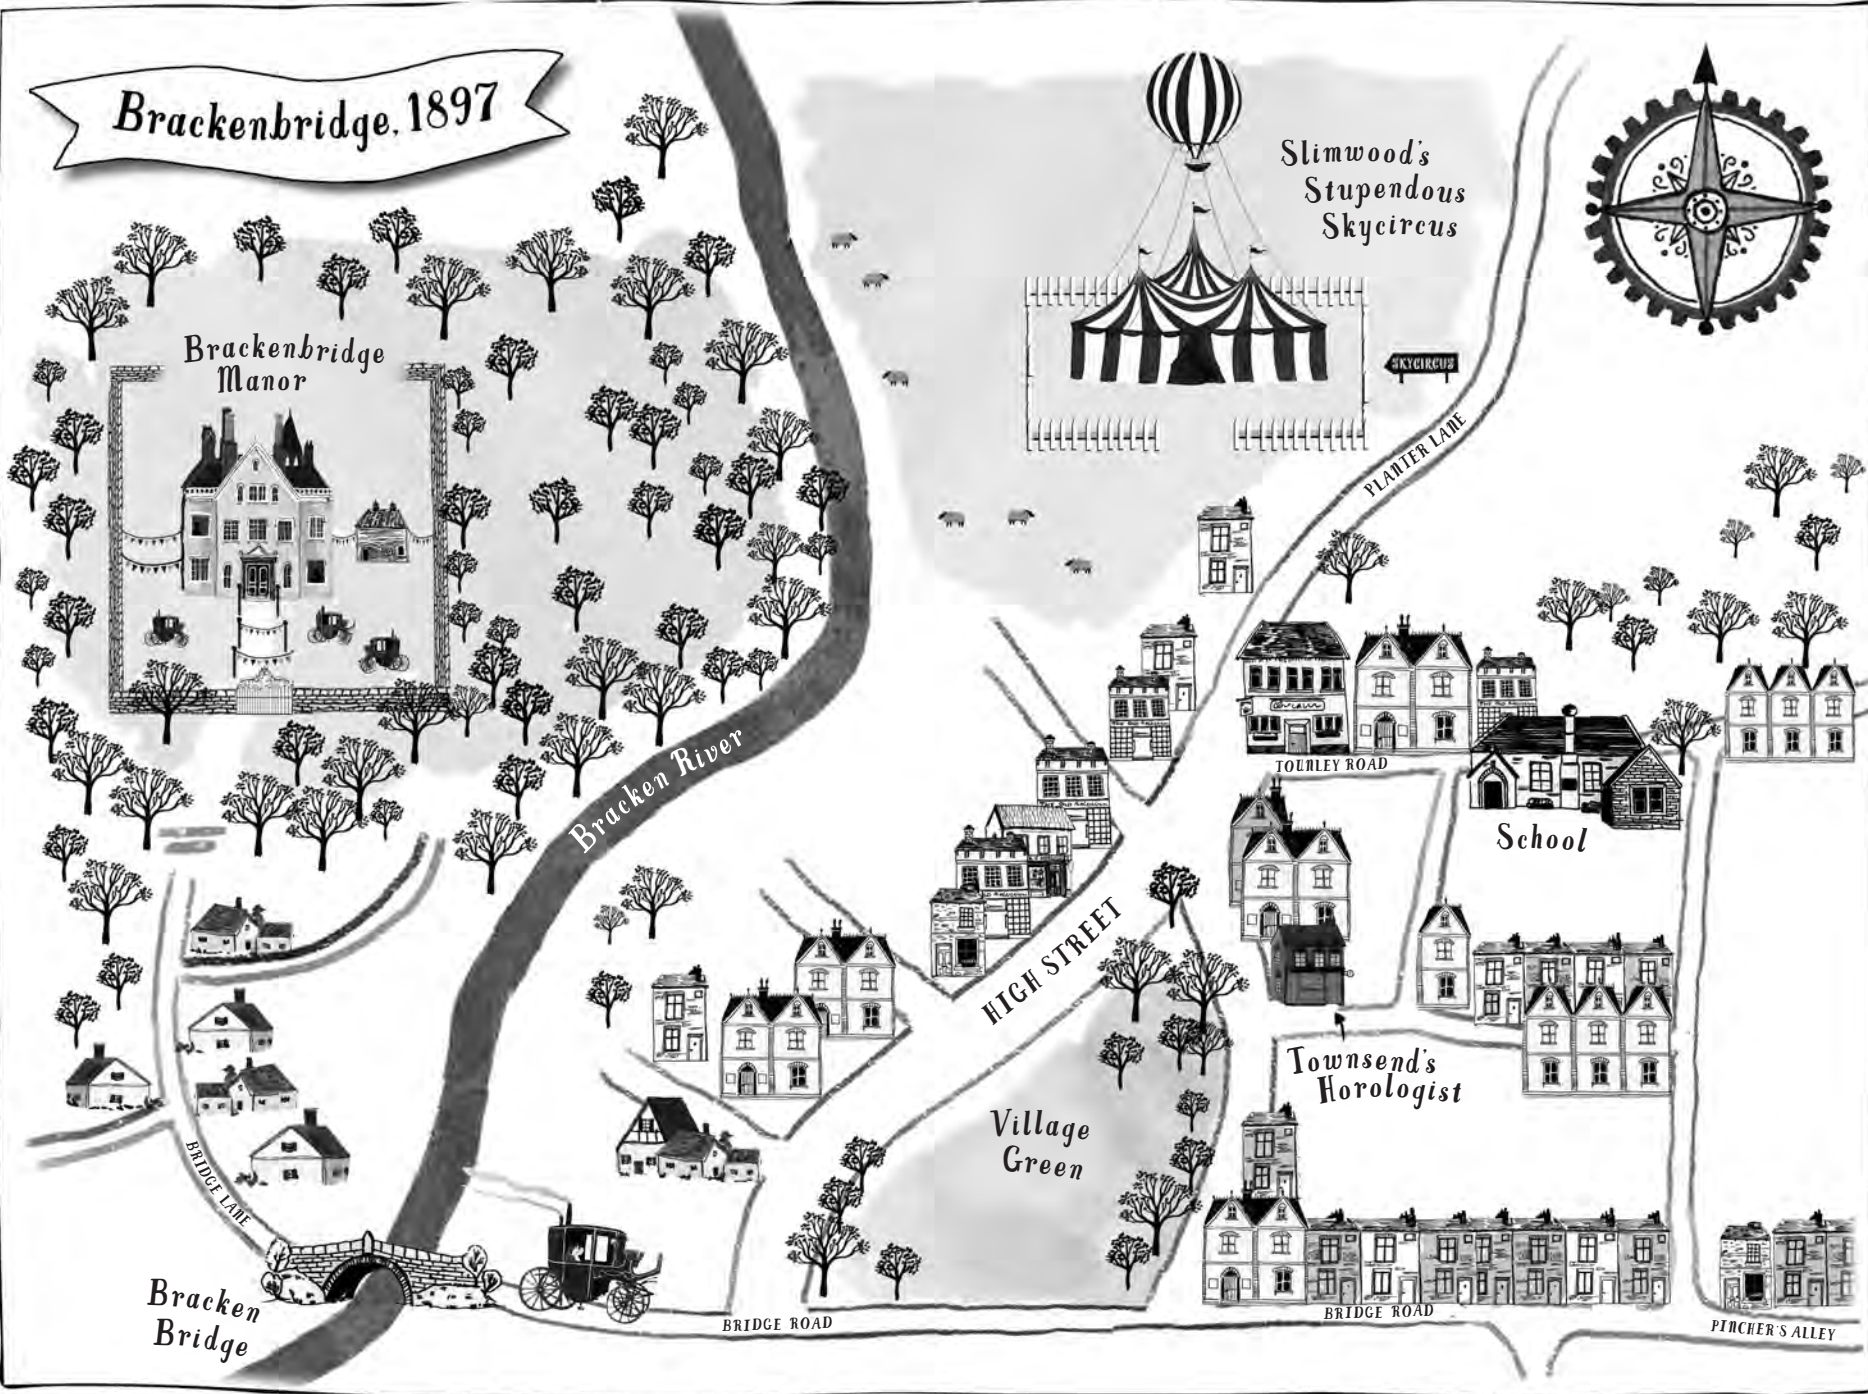 Brackenbridge, 1897
Slimwood's
Stupendous
Skycircus
SKYCIRCUS
Brackenbridge
Manor
PLANTER LANE
Bracken River
TOUNLEY ROAD
School
HIGH STREET
Townsend's
Horologist
Village
Green
BRIDGE LANE
Bracken
Bridge
BRIDGE ROAD
BRIDGE ROAD
PINCHER'S ALLEY